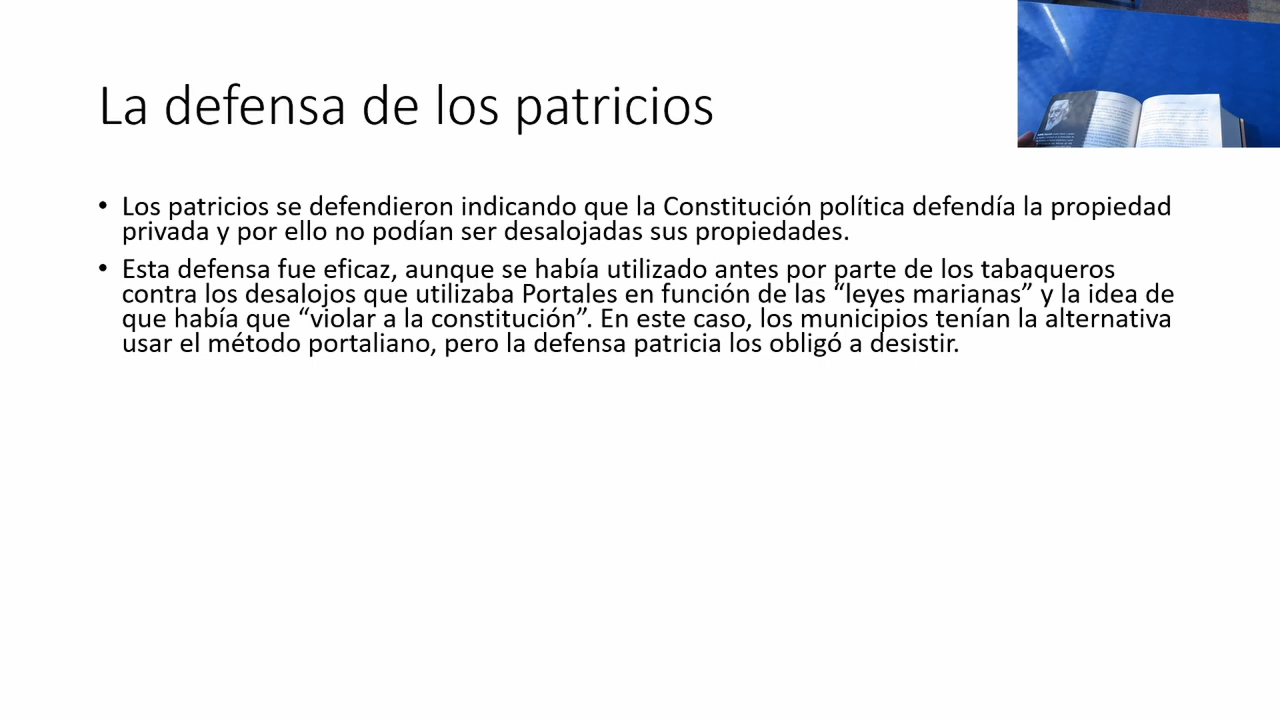 La defensa de los patricios
• Los patricios se defendieron indicando que la Constitución política defendía la propiedad
privada y por ello no podían ser desalojadas sus propiedades.
• Esta defensa fue eficaz, aunque se había utilizado antes por parte de los tabaqueros
contra los desalojos que utilizaba Portales en función de las “leyes marianas” y la idea de
que había que “violar a la constitución”. En este caso, los municipios tenían la alternativa
usar el método portaliano, pero la defensa patricia los obligó a desistir.